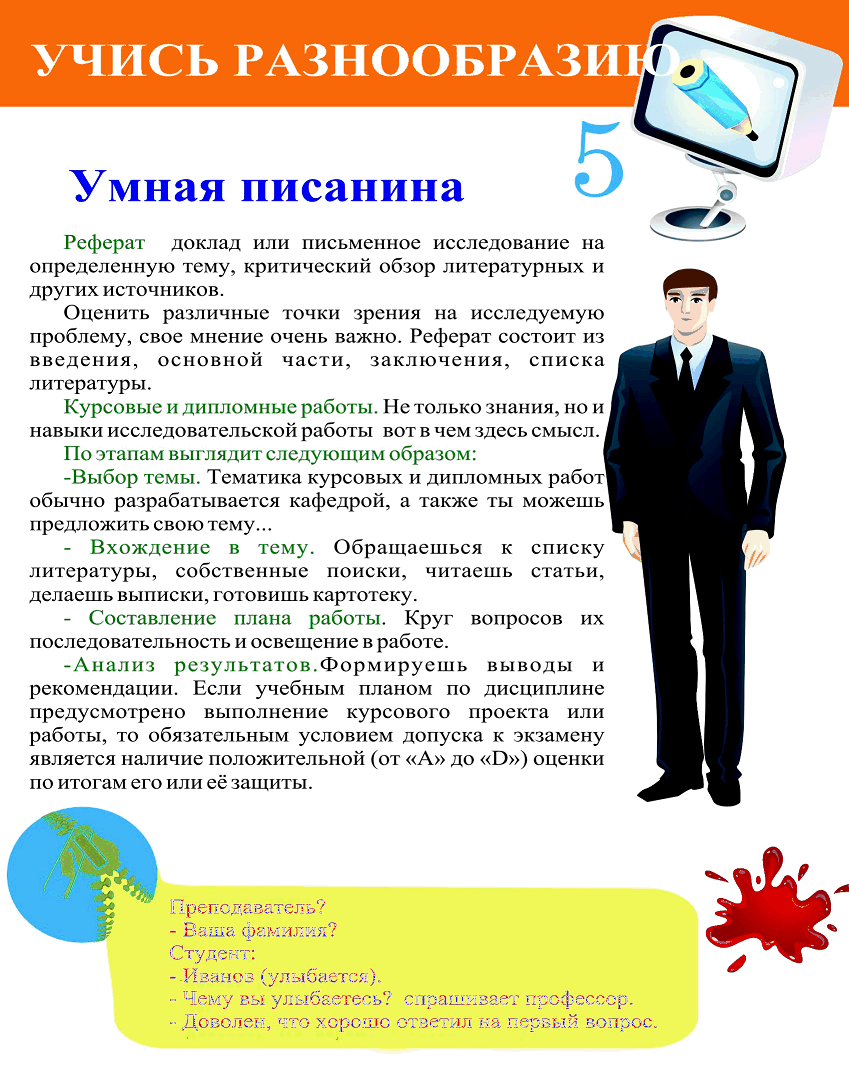 УЧИСЬ РАЗНООБРАЗИЮ
5
Умная писанина
Реферат доклад или письменное исследование на
определенную тему, критический обзор литературных и
других источников.
Оценить различные точки зрения на исследуемую
проблему, свое мнение очень важно. Реферат состоит из
введения, основной части, заключения, списка
литературы.
Курсовые и дипломные работы. Не только знания, но и
навыки исследовательской работы вот в чем здесь смысл.
По этапам выглядит следующим образом:
-Выбор темы. Тематика курсовых и дипломных работ
обычно разрабатывается кафедрой, а также ты можешь
предложить свою тему...
- Вхождение в тему. Обращаешься к списку
литературы, собственные поиски, читаешь статьи,
делаешь выписки, готовишь картотеку.
- Составление плана работы. Круг вопросов их
последовательность и освещение в работе.
-Анализ результатов.Формируешь выводы и
рекомендации. Если учебным планом по дисциплине
предусмотрено выполнение курсового проекта или
работы, то обязательным условием допуска к экзамену
является наличие положительной (от «A» до «D») оценки
по итогам его или её защиты.
Преподаватель?
- Ваша фамилия?
Студент:
- Иванов (улыбается).
- Чему вы улыбаетесь? спрашивает профессор.
- Доволен, что хорошо ответил на первый вопрос.